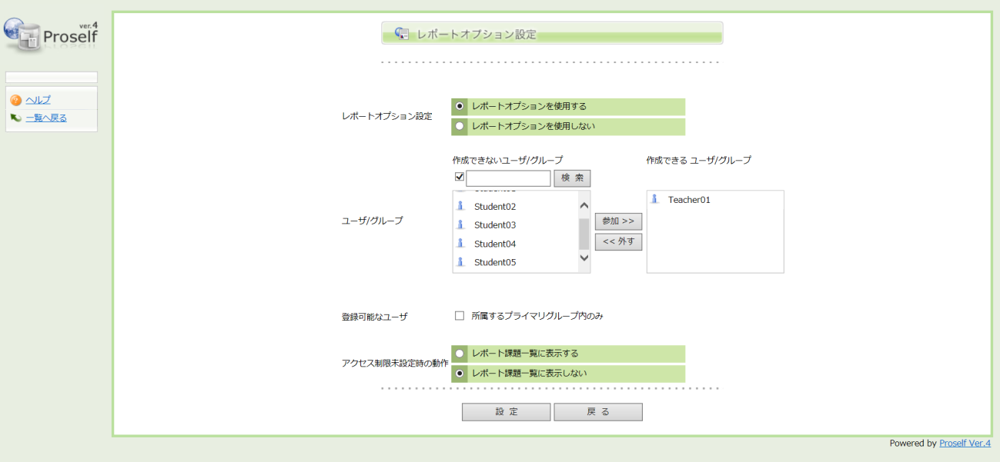 ver.4
Proself
ヘルプ
一覧へ戻る
レポートオプション設定
レポートオプション設定
レポートオプションを使用する
レポートオプションを使用しない
作成できないユーザ/グループ
作成できる ユーザ/グループ
検 索
ユーザ/グループ
Student02
Student03
Student04
Student05
参加 >>
<< 外す
Teacher01
登録可能なユーザ
所属するプライマリグループ内のみ
アクセス制限未設定時の動作
レポート課題一覧に表示する
レポート課題一覧に表示しない
設 定
戻 る
Powered by Proself Ver.4